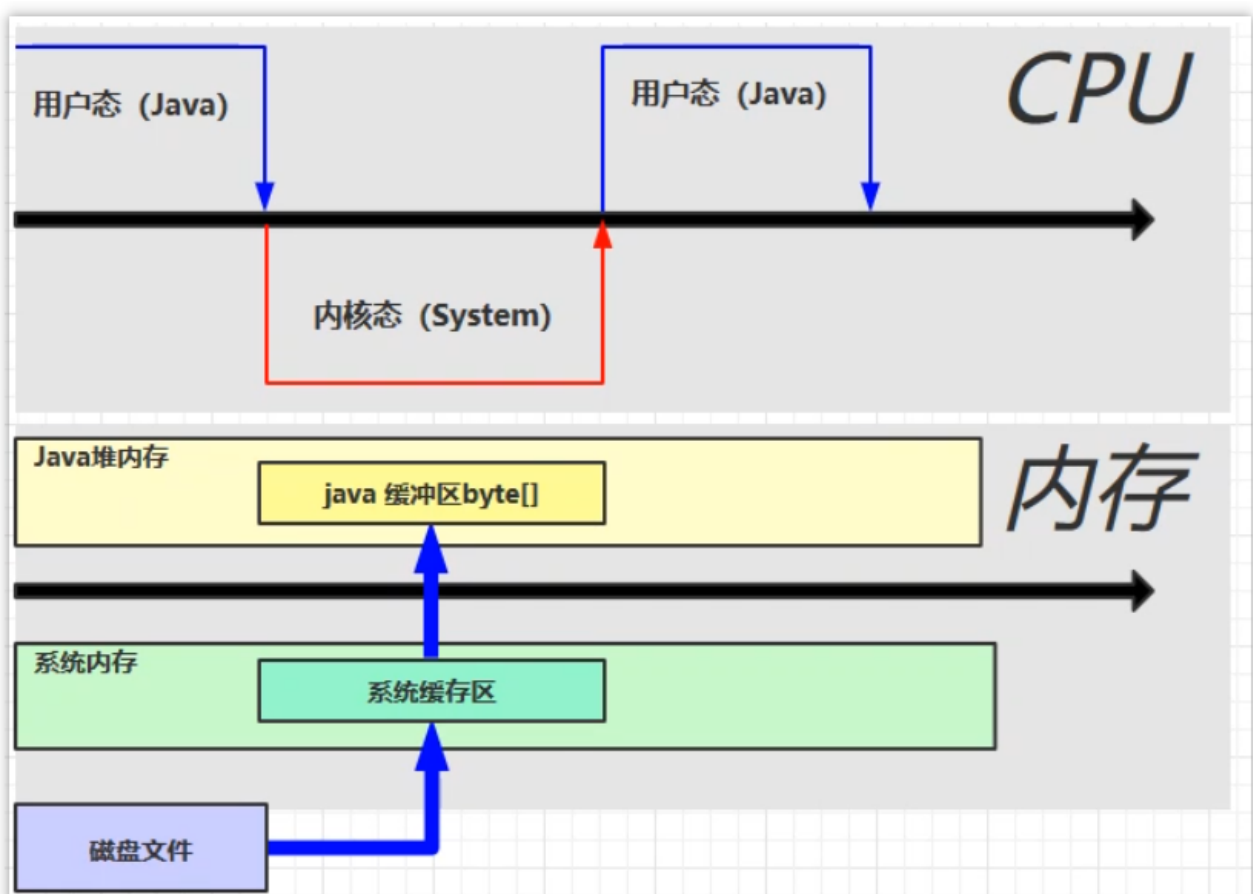 CPU
用户态（Java）
用户态（Java）
内核态（System）
Java堆内存
内存
java 缓冲区byte[]
系统内存
系统缓存区
磁盘文件